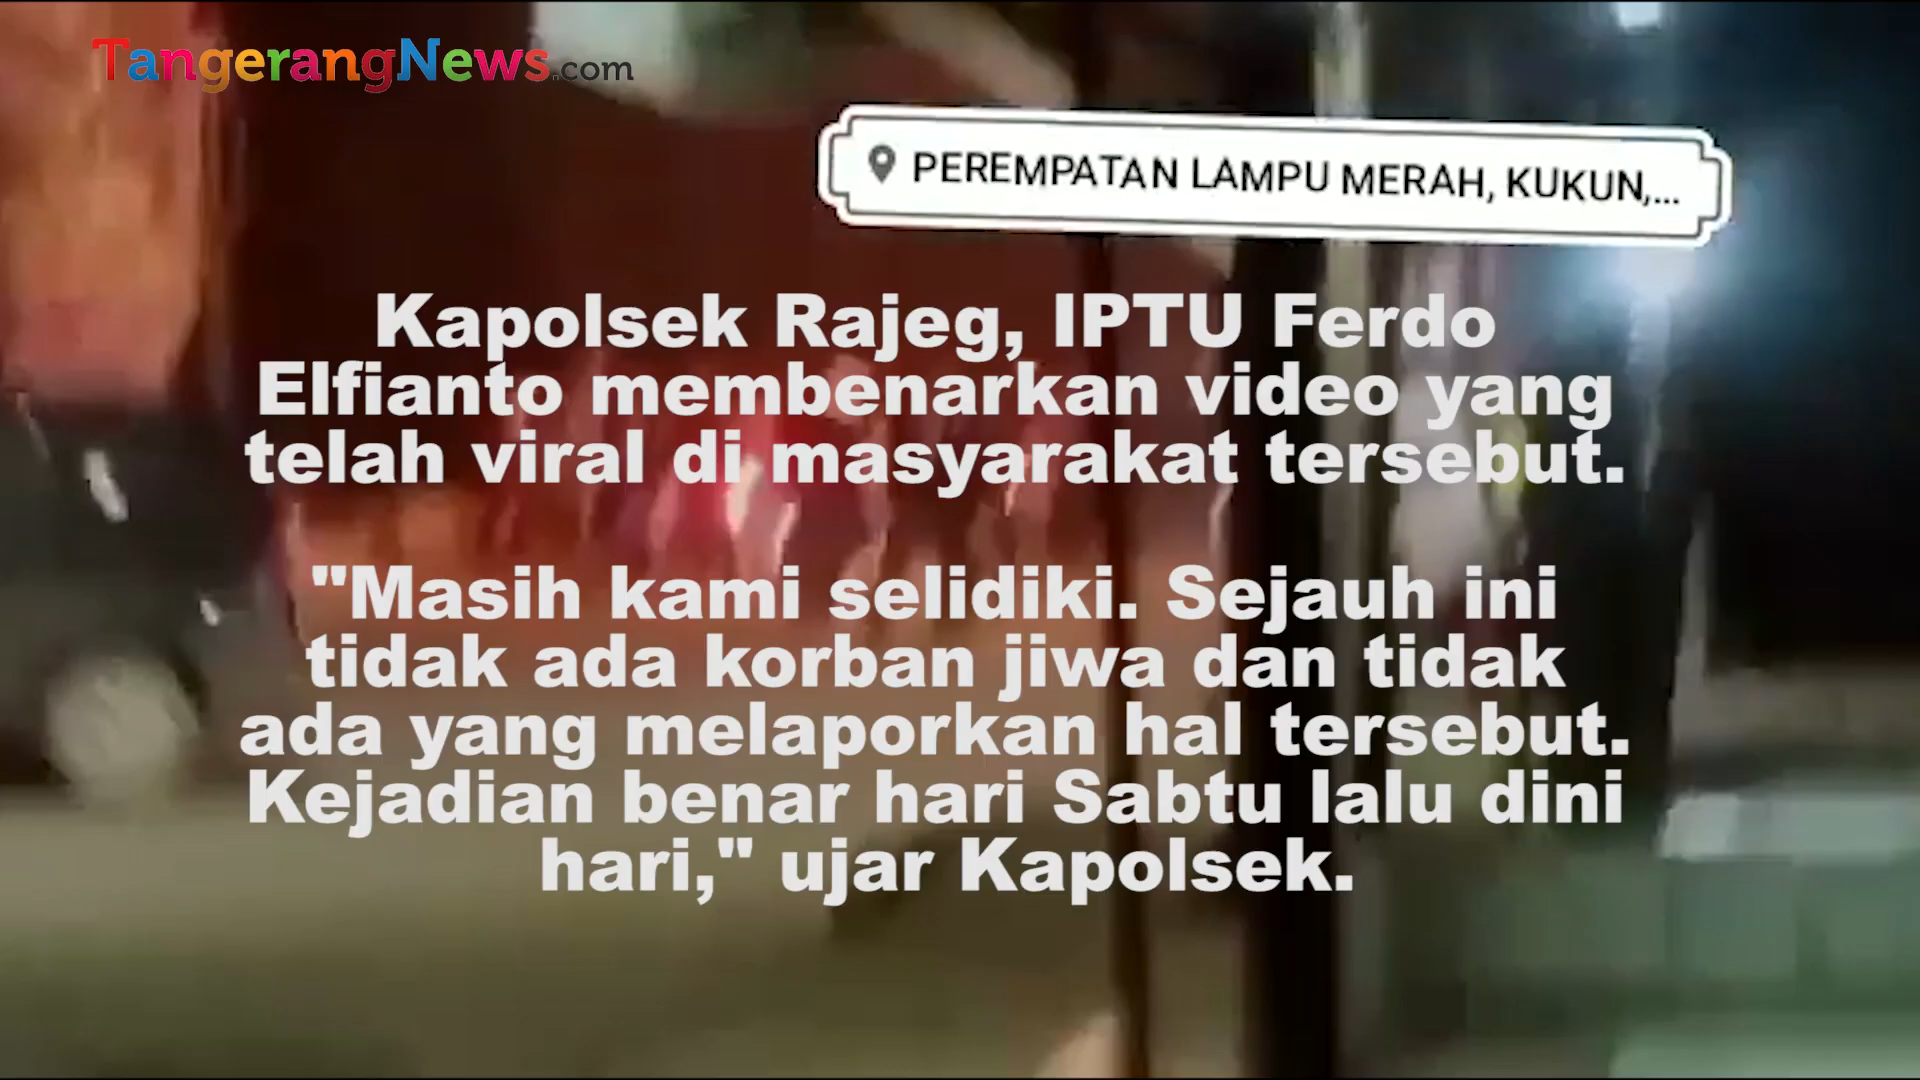 TangerangNews.com
PEREMPATAN LAMPU MERAH, KUKUN,...
Kapolsek Rajeg, IPTU Ferdo
Elfianto membenarkan video yang
telah viral di masyarakat tersebut.
"Masih kami selidiki. Sejauh ini
tidak ada korban jiwa dan tidak
ada yang melaporkan hal tersebut.
Kejadian benar hari Sabtu lalu dini
hari," ujar Kapolsek.